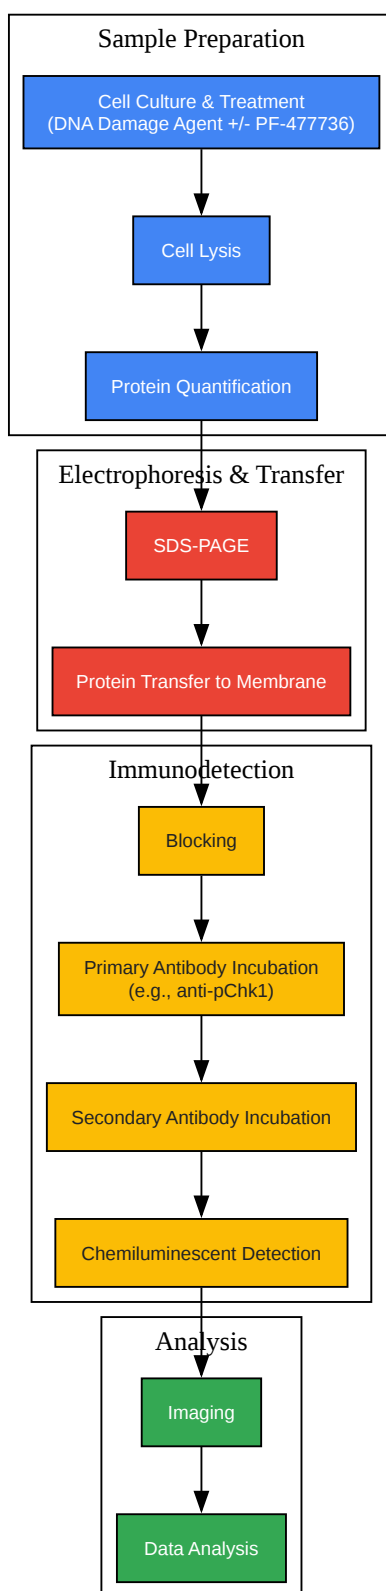 Sample Preparation
Cell Culture & Treatment
(DNA Damage Agent +/- PF-477736)
Cell Lysis
Protein Quantification
Electrophoresis & Transfer
SDS-PAGE
Protein Transfer to Membrane
Immunodetection
Blocking
Primary Antibody Incubation
(e.g., anti-pChk1)
Secondary Antibody Incubation
Chemiluminescent Detection
Analysis
Imaging
Data Analysis